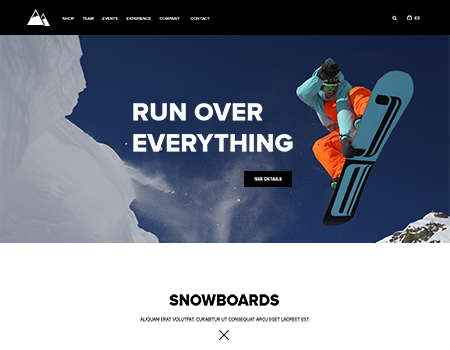 SHOP TEAM EVENTS EXPERIENCE COMPANY CONTACT
RUN OVER
EVERYTHING
SEE DETAILS
SNOWBOARDS
ALIQUAM ERAT VOLUTPAT. CURABITUR UT CONSEQUAT ARCU EGET LAOREET EST